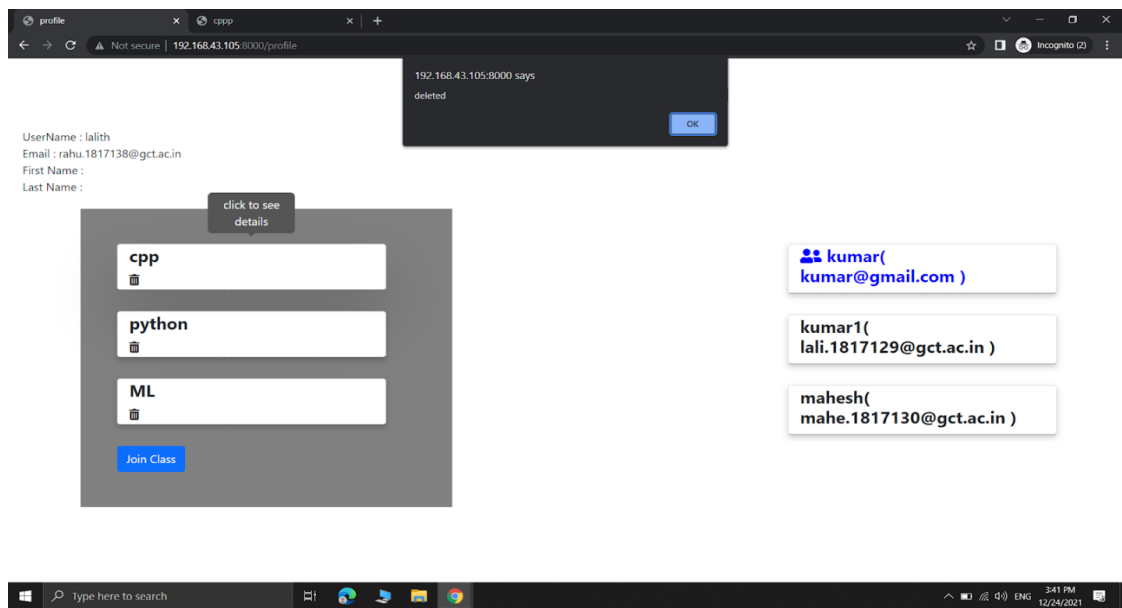 profile
cppp
Not secure | 192.168.43.105:8000/profile
Incognito (2)
192.168.43.105:8000 says
deleted
OK
UserName : lalith
Email : rahu.1817138@gct.ac.in
First Name :
Last Name :
click to see
details
cpp
python
ML
Join Class
kumar(
kumar@gmail.com )
kumar1(
lali.1817129@gct.ac.in )
mahesh(
mahe.1817130@gct.ac.in )
Type here to search
ENG
3:41 PM
12/24/2021